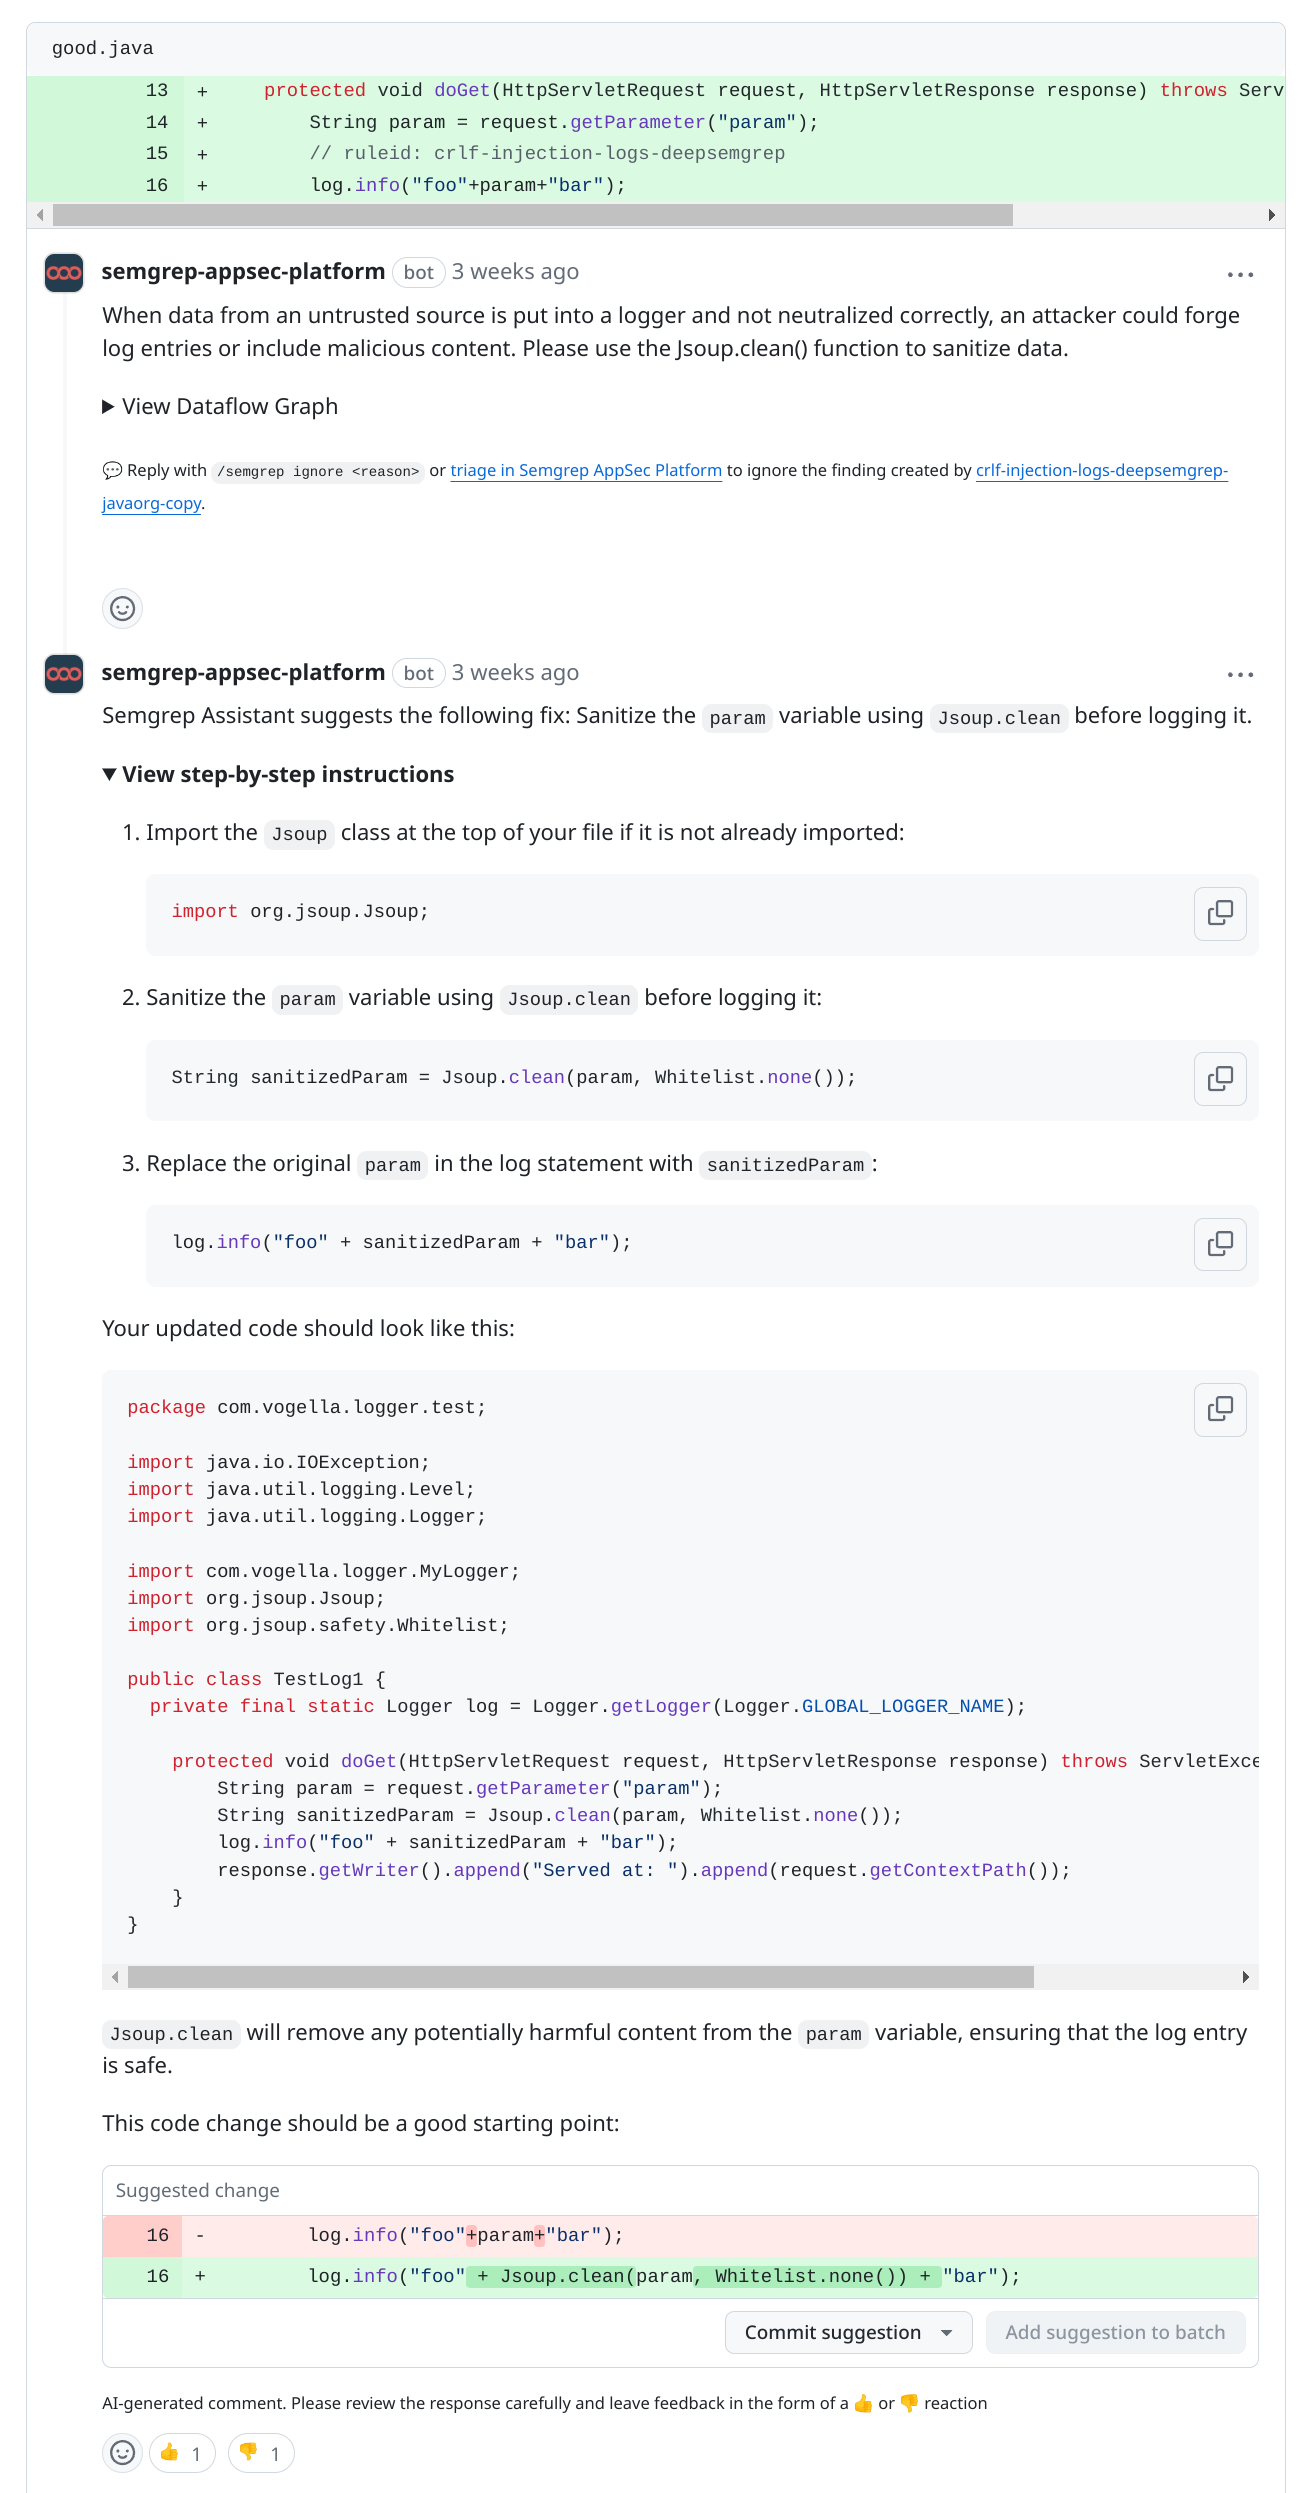 good.java
13 + protected void doGet(HttpServletRequest request, HttpServletResponse response) throws Serv
14 + String param = request.getParameter("param");
15 + // ruleid: crlf-injection-logs-deepsemgrep
16 + log.info("foo"+param+"bar");
semgrep-appsec-platform bot 3 weeks ago
When data from an untrusted source is put into a logger and not neutralized correctly, an attacker could forge
log entries or include malicious content. Please use the Jsoup.clean() function to sanitize data.
▶ View Dataflow Graph
💬 Reply with /semgrep ignore <reason> or triage in Semgrep AppSec Platform to ignore the finding created by crlf-injection-logs-deepsemgrep-
javaorg-copy.
semgrep-appsec-platform bot 3 weeks ago
Semgrep Assistant suggests the following fix: Sanitize the param variable using Jsoup.clean before logging it.
▼ View step-by-step instructions
1. Import the Jsoup class at the top of your file if it is not already imported:
import org.jsoup.Jsoup;
2. Sanitize the param variable using Jsoup.clean before logging it:
String sanitizedParam = Jsoup.clean(param, Whitelist.none());
3. Replace the original param in the log statement with sanitizedParam:
log.info("foo" + sanitizedParam + "bar");
Your updated code should look like this:
package com.vogella.logger.test;
import java.io.IOException;
import java.util.logging.Level;
import java.util.logging.Logger;
import com.vogella.logger.MyLogger;
import org.jsoup.Jsoup;
import org.jsoup.safety.Whitelist;
public class TestLog1 {
private final static Logger log = Logger.getLogger(Logger.GLOBAL_LOGGER_NAME);
protected void doGet(HttpServletRequest request, HttpServletResponse response) throws ServletExce
String param = request.getParameter("param");
String sanitizedParam = Jsoup.clean(param, Whitelist.none());
log.info("foo" + sanitizedParam + "bar");
response.getWriter().append("Served at: ").append(request.getContextPath());
}
}
Jsoup.clean will remove any potentially harmful content from the param variable, ensuring that the log entry
is safe.
This code change should be a good starting point:
Suggested change
16 - log.info("foo"+param+"bar");
16 + log.info("foo" + Jsoup.clean(param, Whitelist.none()) + "bar");
Commit suggestion Add suggestion to batch
AI-generated comment. Please review the response carefully and leave feedback in the form of a 👍 or 👎 reaction
👍 1 👎 1